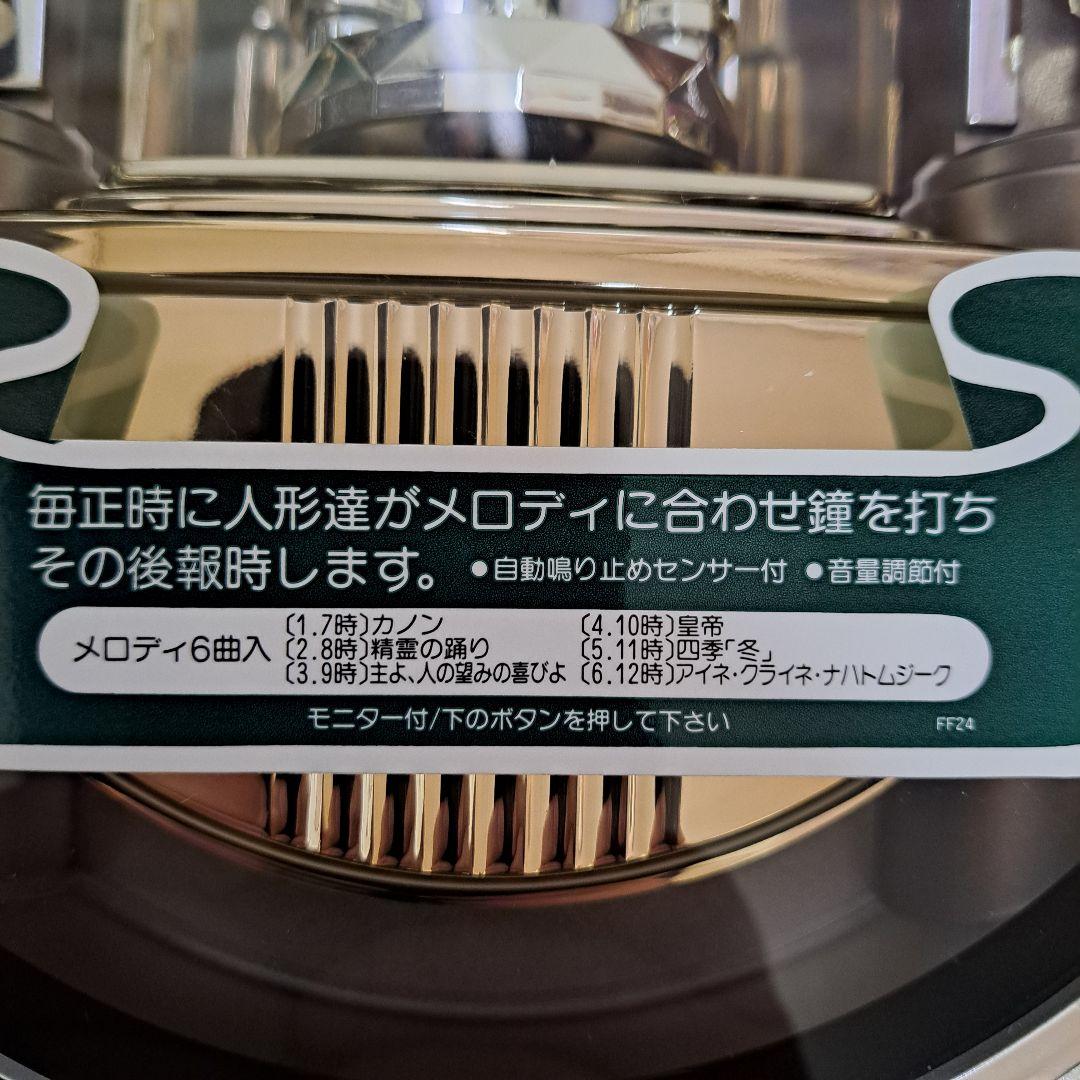 毎正時に人形達がメロディに合わせ鐘を打ち
その後報時します。 ●自動鳴り止めセンサー付 ●音量調節付
メロディ6曲入
〔1.7時〕カノン 〔4.10時〕皇帝
〔2.8時〕精霊の踊り 〔5.11時〕四季｢冬｣
〔3.9時〕主よ､人の望みの喜びよ 〔6.12時〕アイネ･クライネ･ナハトムジーク
モニター付/下のボタンを押して下さい FF24